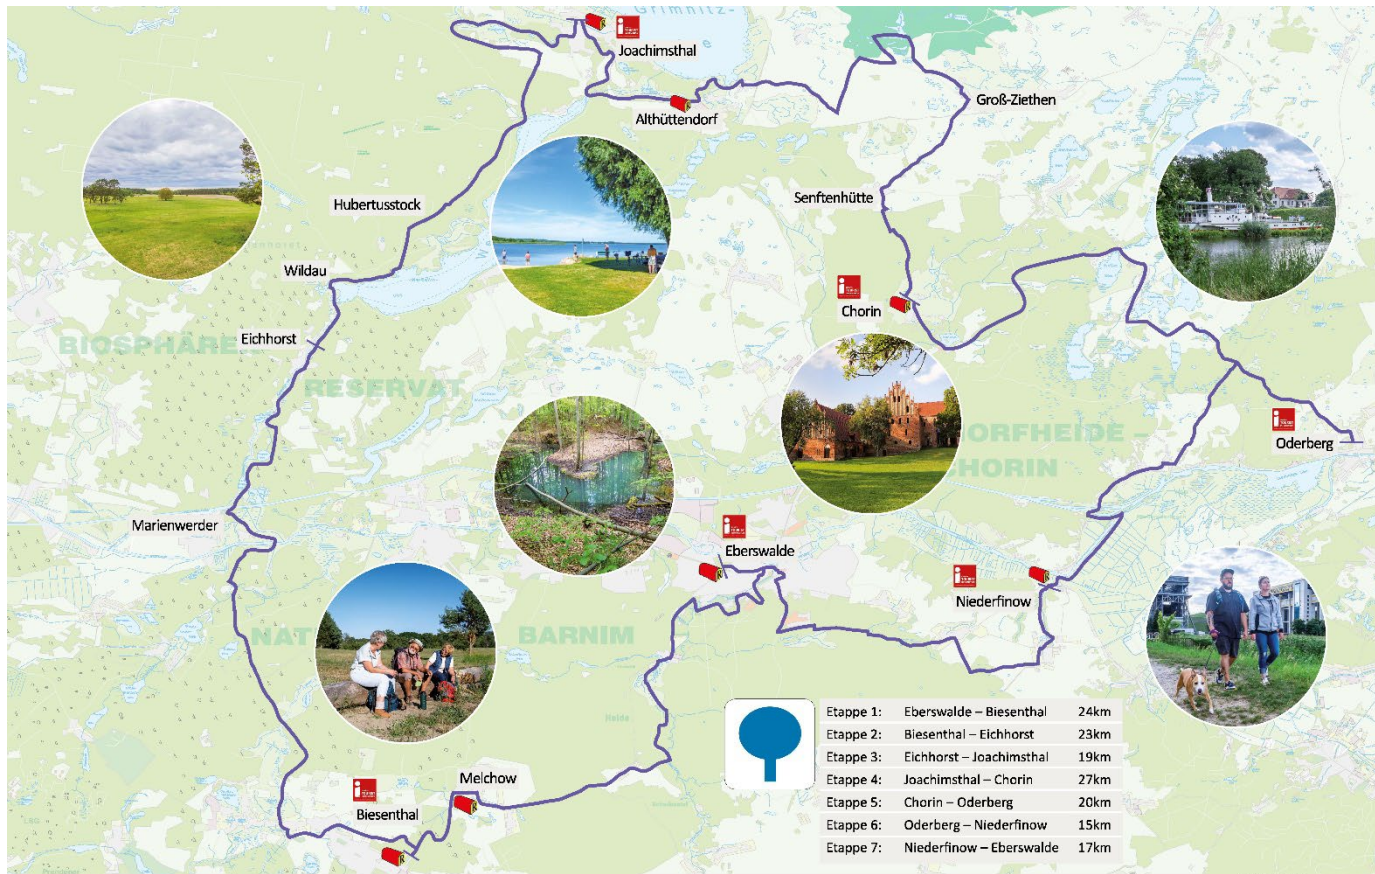 Grimnitz-
Joachimsthal
Althüttendorf
Groß-Ziethen
Hubertusstock
Senftenhütte
Wildau
Chorin
Eichhorst
BIOSPHÄRE
RESERVAT
ORFHEIDE –
CHORIN
Oderberg
Marienwerder
Eberswalde
Niederfinow
NAT
BARNIM
Heide
Melchow
Biesenthal
Etappe 1: Eberswalde – Biesenthal 24km
Etappe 2: Biesenthal – Eichhorst 23km
Etappe 3: Eichhorst – Joachimsthal 19km
Etappe 4: Joachimsthal – Chorin 27km
Etappe 5: Chorin – Oderberg 20km
Etappe 6: Oderberg – Niederfinow 15km
Etappe 7: Niederfinow – Eberswalde 17km